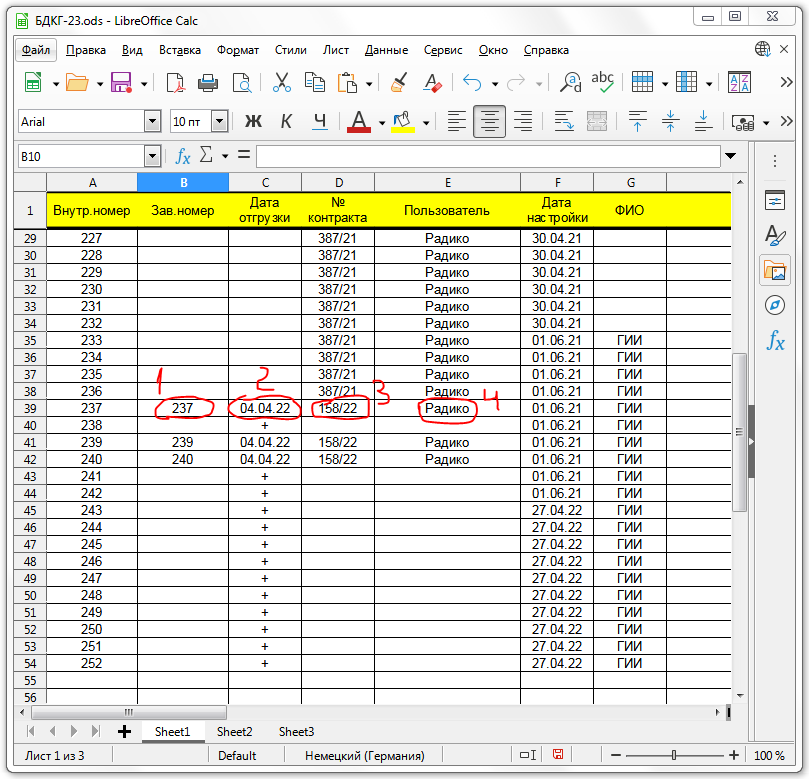 БДКГ-23.ods - LibreOffice Calc
Файл Правка Вид Вставка Формат Стили Лист Данные Сервис Окно Справка
abc
A Z Z A
Arial 10 пт Ж К Ч А
B10 fx Σ =
A B C D E F G
1 Внутр.номер Зав.номер Дата отгрузки № контракта Пользователь Дата настройки ФИО
29 227 387/21 Радико 30.04.21
30 228 387/21 Радико 30.04.21
31 229 387/21 Радико 30.04.21
32 230 387/21 Радико 30.04.21
33 231 387/21 Радико 30.04.21
34 232 387/21 Радико 30.04.21
35 233 387/21 Радико 01.06.21 ГИИ
36 234 387/21 Радико 01.06.21 ГИИ
37 235 387/21 Радико 01.06.21 ГИИ
38 236 387/21 Радико 01.06.21 ГИИ
1 2 3 4
39 237 237 04.04.22 158/22 Радико 01.06.21 ГИИ
40 238 + 01.06.21 ГИИ
41 239 239 04.04.22 158/22 Радико 01.06.21 ГИИ
42 240 240 04.04.22 158/22 Радико 01.06.21 ГИИ
43 241 + 01.06.21 ГИИ
44 242 + 01.06.21 ГИИ
45 243 + 27.04.22 ГИИ
46 244 + 27.04.22 ГИИ
47 245 + 27.04.22 ГИИ
48 246 + 27.04.22 ГИИ
49 247 + 27.04.22 ГИИ
50 248 + 27.04.22 ГИИ
51 249 + 27.04.22 ГИИ
52 250 + 27.04.22 ГИИ
53 251 + 27.04.22 ГИИ
54 252 + 27.04.22 ГИИ
55
56
Sheet1 Sheet2 Sheet3
Лист 1 из 3 Default Немецкий (Германия) 100 %